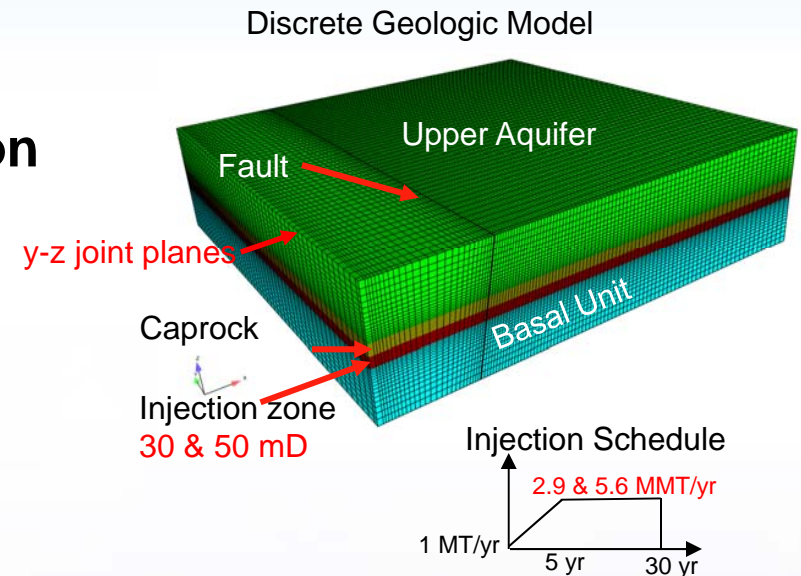 Discrete Geologic Model
on
Upper Aquifer
Fault
y-z joint planes
Caprock
Basal Unit
Injection zone
30 & 50 mD
Injection Schedule
2.9 & 5.6 MMT/yr
1 MT/yr
5 yr
30 yr